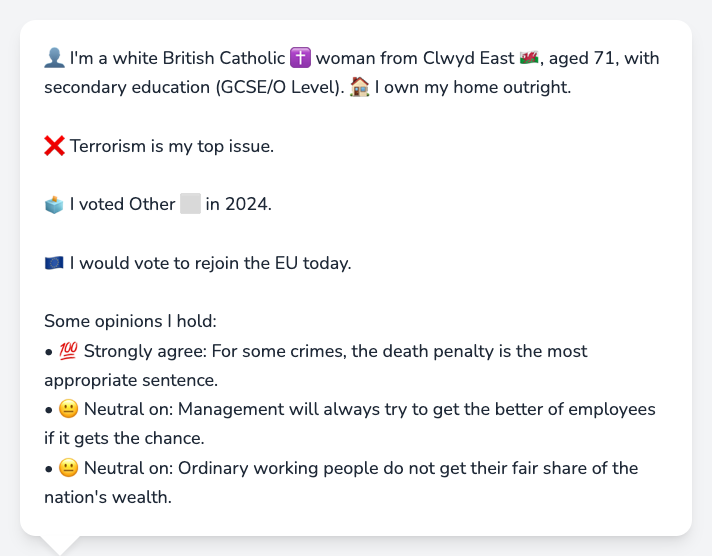 👤 I'm a white British Catholic ✝️ woman from Clwyd East 🏴󠁧󠁢󠁷󠁬󠁳󠁿, aged 71, with
secondary education (GCSE/O Level). 🏠 I own my home outright.
❌ Terrorism is my top issue.
🗳️ I voted Other ⬜ in 2024.
🇪🇺 I would vote to rejoin the EU today.
Some opinions I hold:
• 💯 Strongly agree: For some crimes, the death penalty is the most
appropriate sentence.
• 😐 Neutral on: Management will always try to get the better of employees
if it gets the chance.
• 😐 Neutral on: Ordinary working people do not get their fair share of the
nation's wealth.